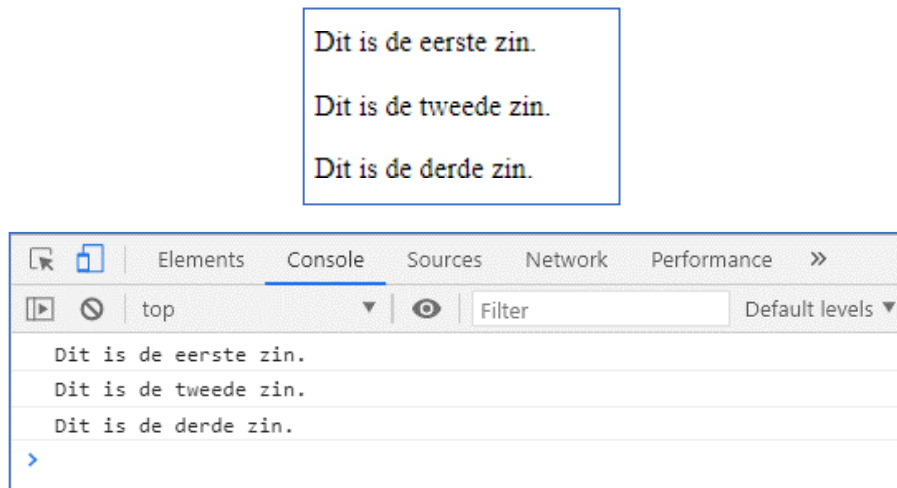 Dit is de eerste zin.
Dit is de tweede zin.
Dit is de derde zin.
Elements Console Sources Network Performance »
top Filter Default levels
Dit is de eerste zin.
Dit is de tweede zin.
Dit is de derde zin.
>